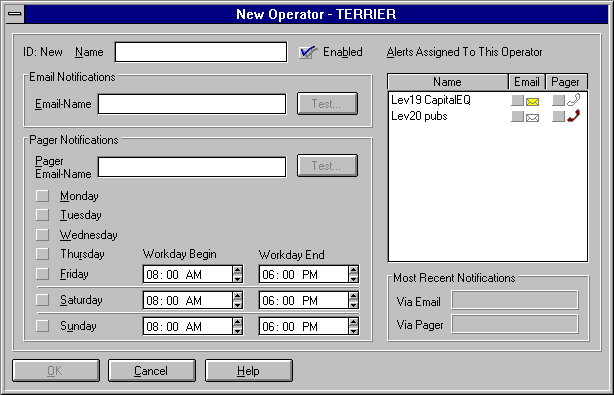 New Operator - TERRIER
ID: New Name Enabled
Alerts Assigned To This Operator
Email Notifications
Email-Name Test...
Pager Notifications
Pager
Email-Name Test...
Monday
Tuesday
Wednesday
Thursday Workday Begin Workday End
Friday 08:00 AM 06:00 PM
Saturday 08:00 AM 06:00 PM
Sunday 08:00 AM 06:00 PM
Name Email Pager
Lev19 CapitalEQ
Lev20 pubs
Most Recent Notifications
Via Email
Via Pager
OK Cancel Help